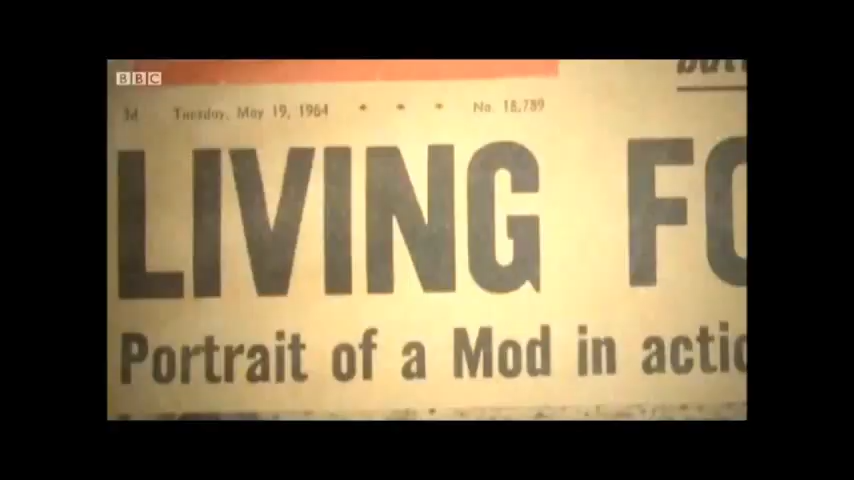 BBC
3d Tuesday, May 19, 1964 * * * No. 18,789
LIVING FO
Portrait of a Mod in actio